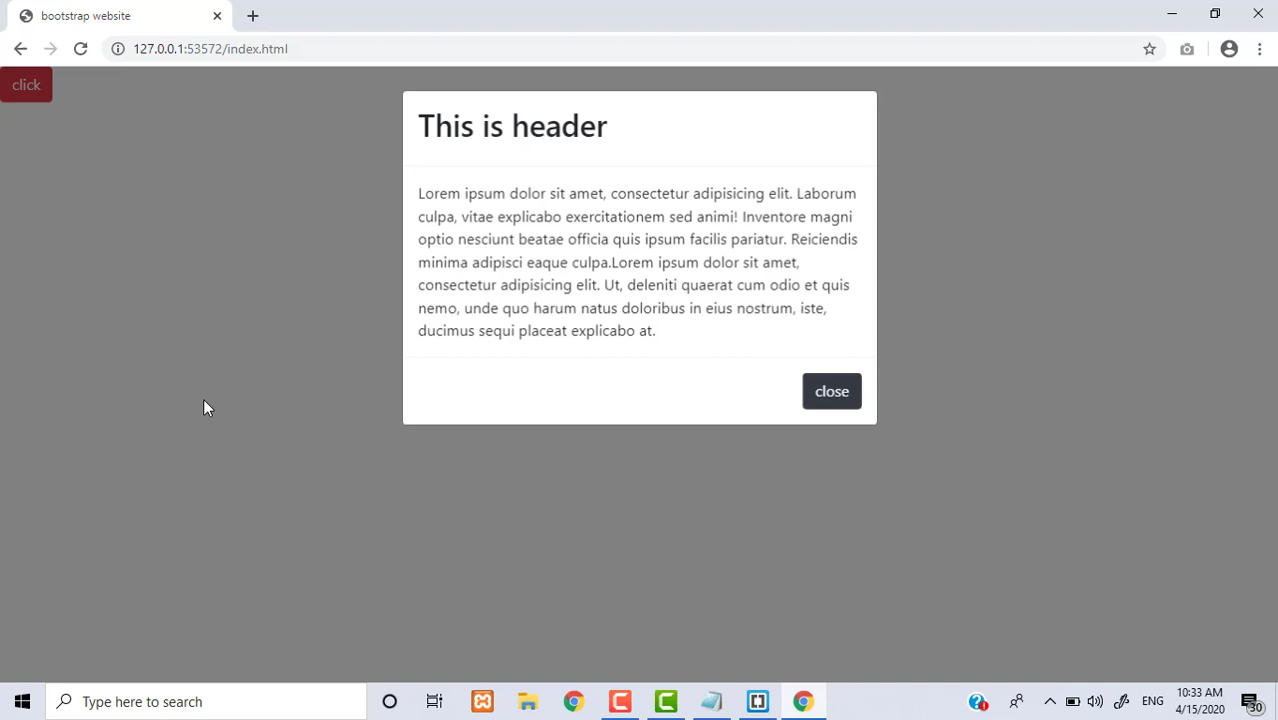 bootstrap website
127.0.0.1:53572/index.html
click
This is header
Lorem ipsum dolor sit amet, consectetur adipisicing elit. Laborum
culpa, vitae explicabo exercitationem sed animi! Inventore magni
optio nesciunt beatae officia quis ipsum facilis pariatur. Reiciendis
minima adipisci eaque culpa.Lorem ipsum dolor sit amet,
consectetur adipisicing elit. Ut, deleniti quaerat cum odio et quis
nemo, unde quo harum natus doloribus in eius nostrum, iste,
ducimus sequi placeat explicabo at.
close
Type here to search
ENG
10:33 AM
4/15/2020
30